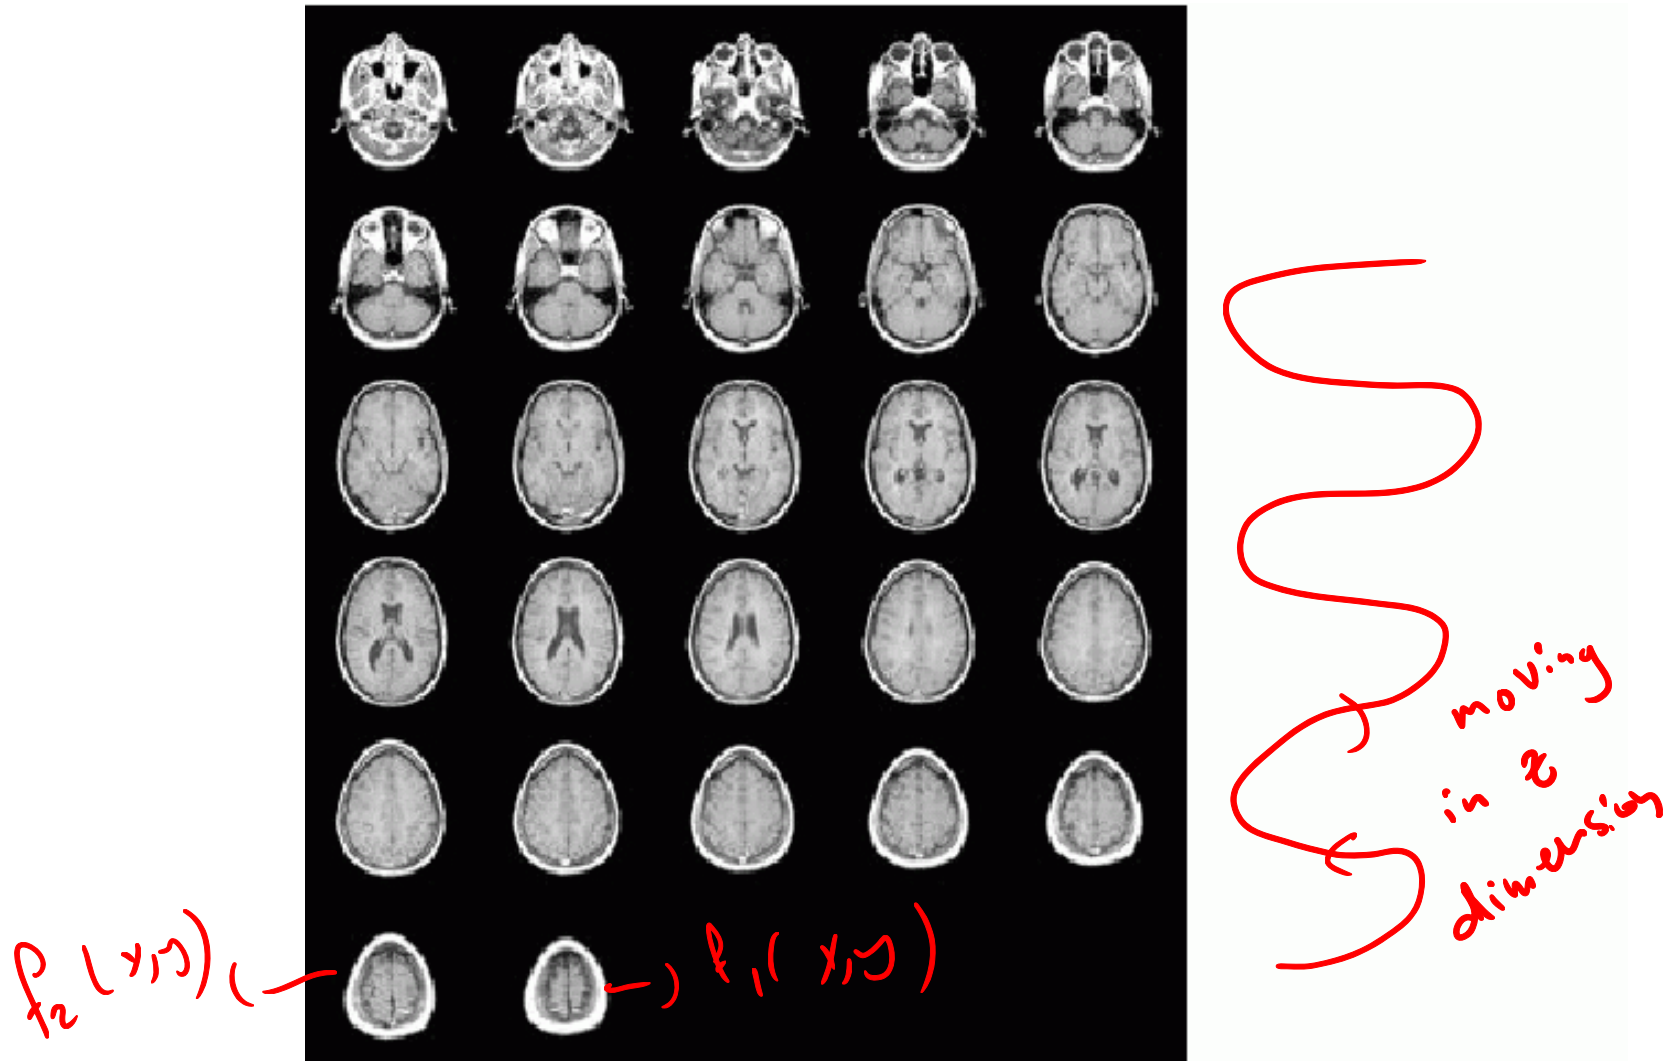 moving
in z
dimension
f₂(x,y)
f₁(x,y)